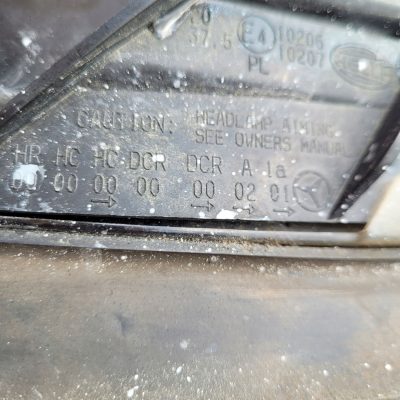 37.5 E4 10206
PL 10207
CAUTION: HEADLAMP AIMING
SEE OWNERS MANUAL
HR HC HC DCR DCR A 1a
00 00 00 00 00 02 01